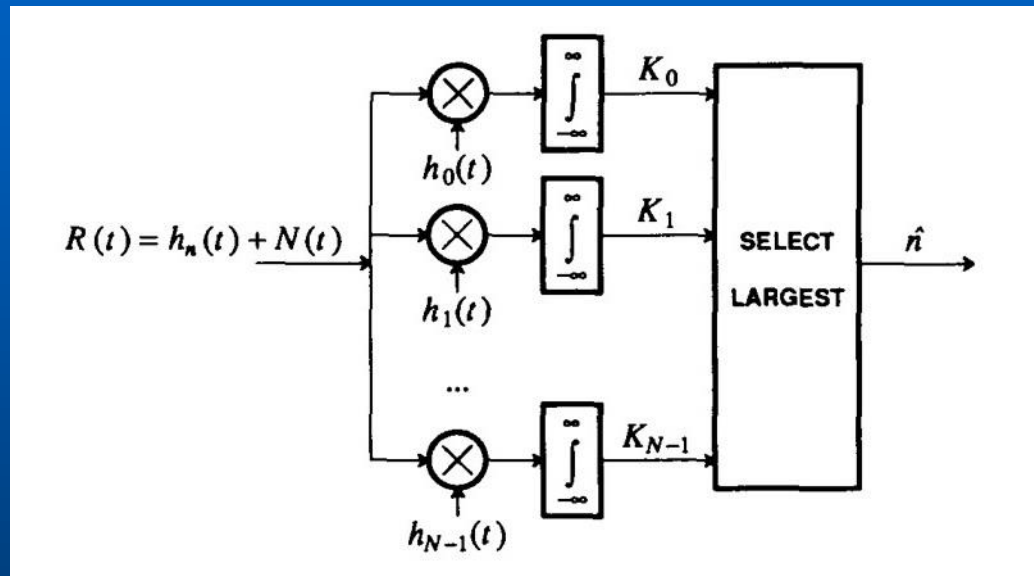 K₀
∞
∫
−∞
h₀(t)
K₁
∞
∫
−∞
R(t) = hₙ(t) + N(t)
SELECT
LARGEST
n̂
h₁(t)
...
K_{N−1}
∞
∫
−∞
h_{N−1}(t)